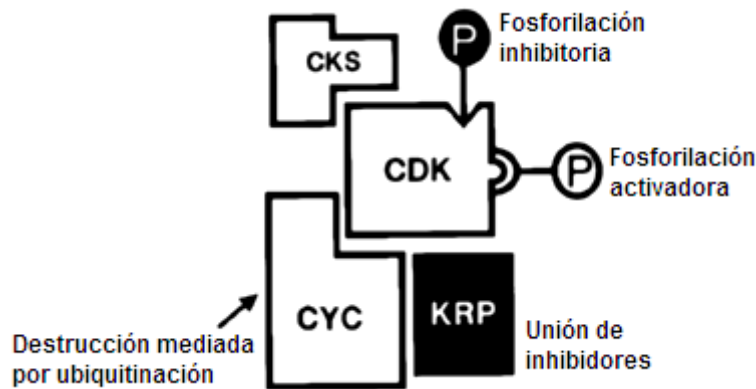 Fosforilación
inhibitoria
P
CKS
CDK
P
Fosforilación
activadora
CYC
KRP
Unión de
inhibidores
Destrucción mediada
por ubiquitinación